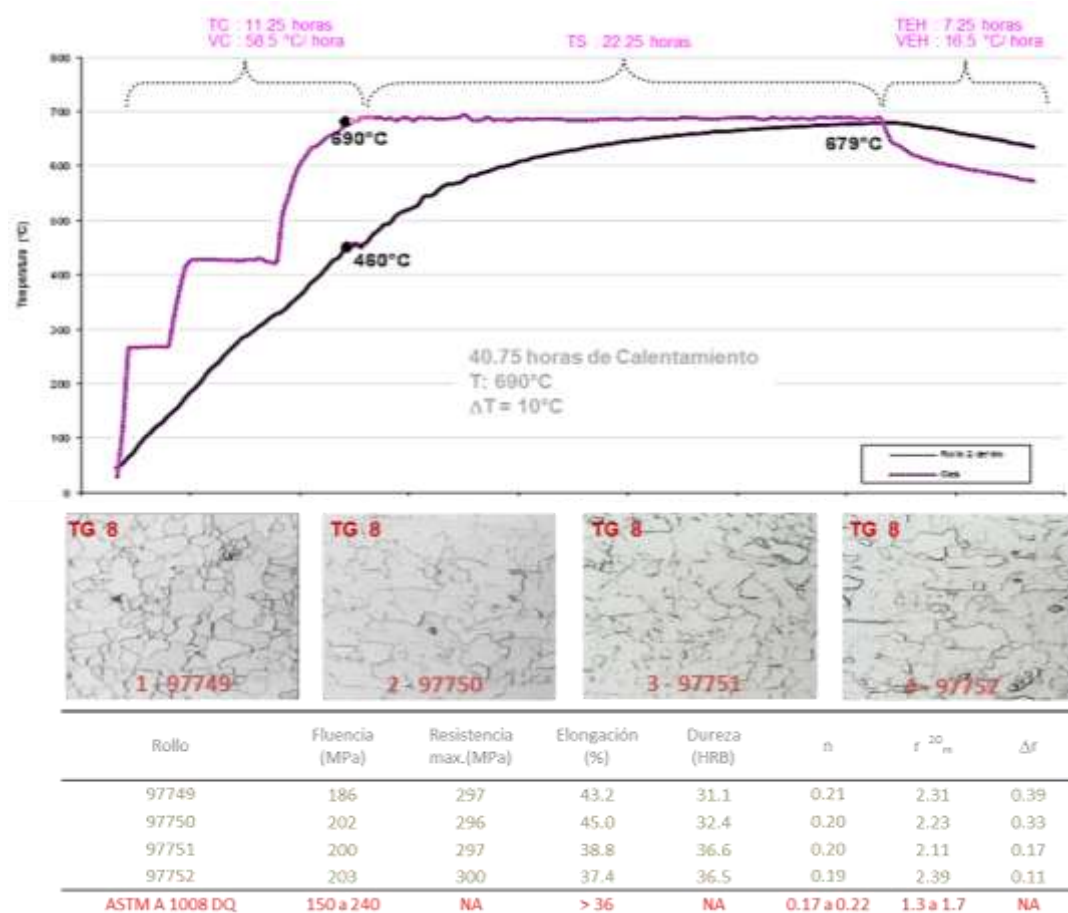 TC : 11.25 horas
VC : 58.5 °C/ hora
TS : 22.25 horas
TEH : 7.25 horas
VEH : 16.5 °C/ hora
800
700
600
500
400
300
200
100
0
Temperatura (°C)
690°C
679°C
460°C
40.75 horas de Calentamiento
T: 690°C
ΔT= 10°C
Gas
TG 8 TG 8 TG 8 TG 8
1 - 97749 2 - 97750 3 - 97751 4 - 97752
Rollo Fluencia (MPa) Resistencia max.(MPa) Elongación (%) Dureza (HRB) n r 20 m Δr
97749 186 297 43.2 31.1 0.21 2.31 0.39
97750 202 296 45.0 32.4 0.20 2.23 0.33
97751 200 297 38.8 36.6 0.20 2.11 0.17
97752 203 300 37.4 36.5 0.19 2.39 0.11
ASTM A 1008 DQ 150 a 240 NA > 36 NA 0.17 a 0.22 1.3 a 1.7 NA